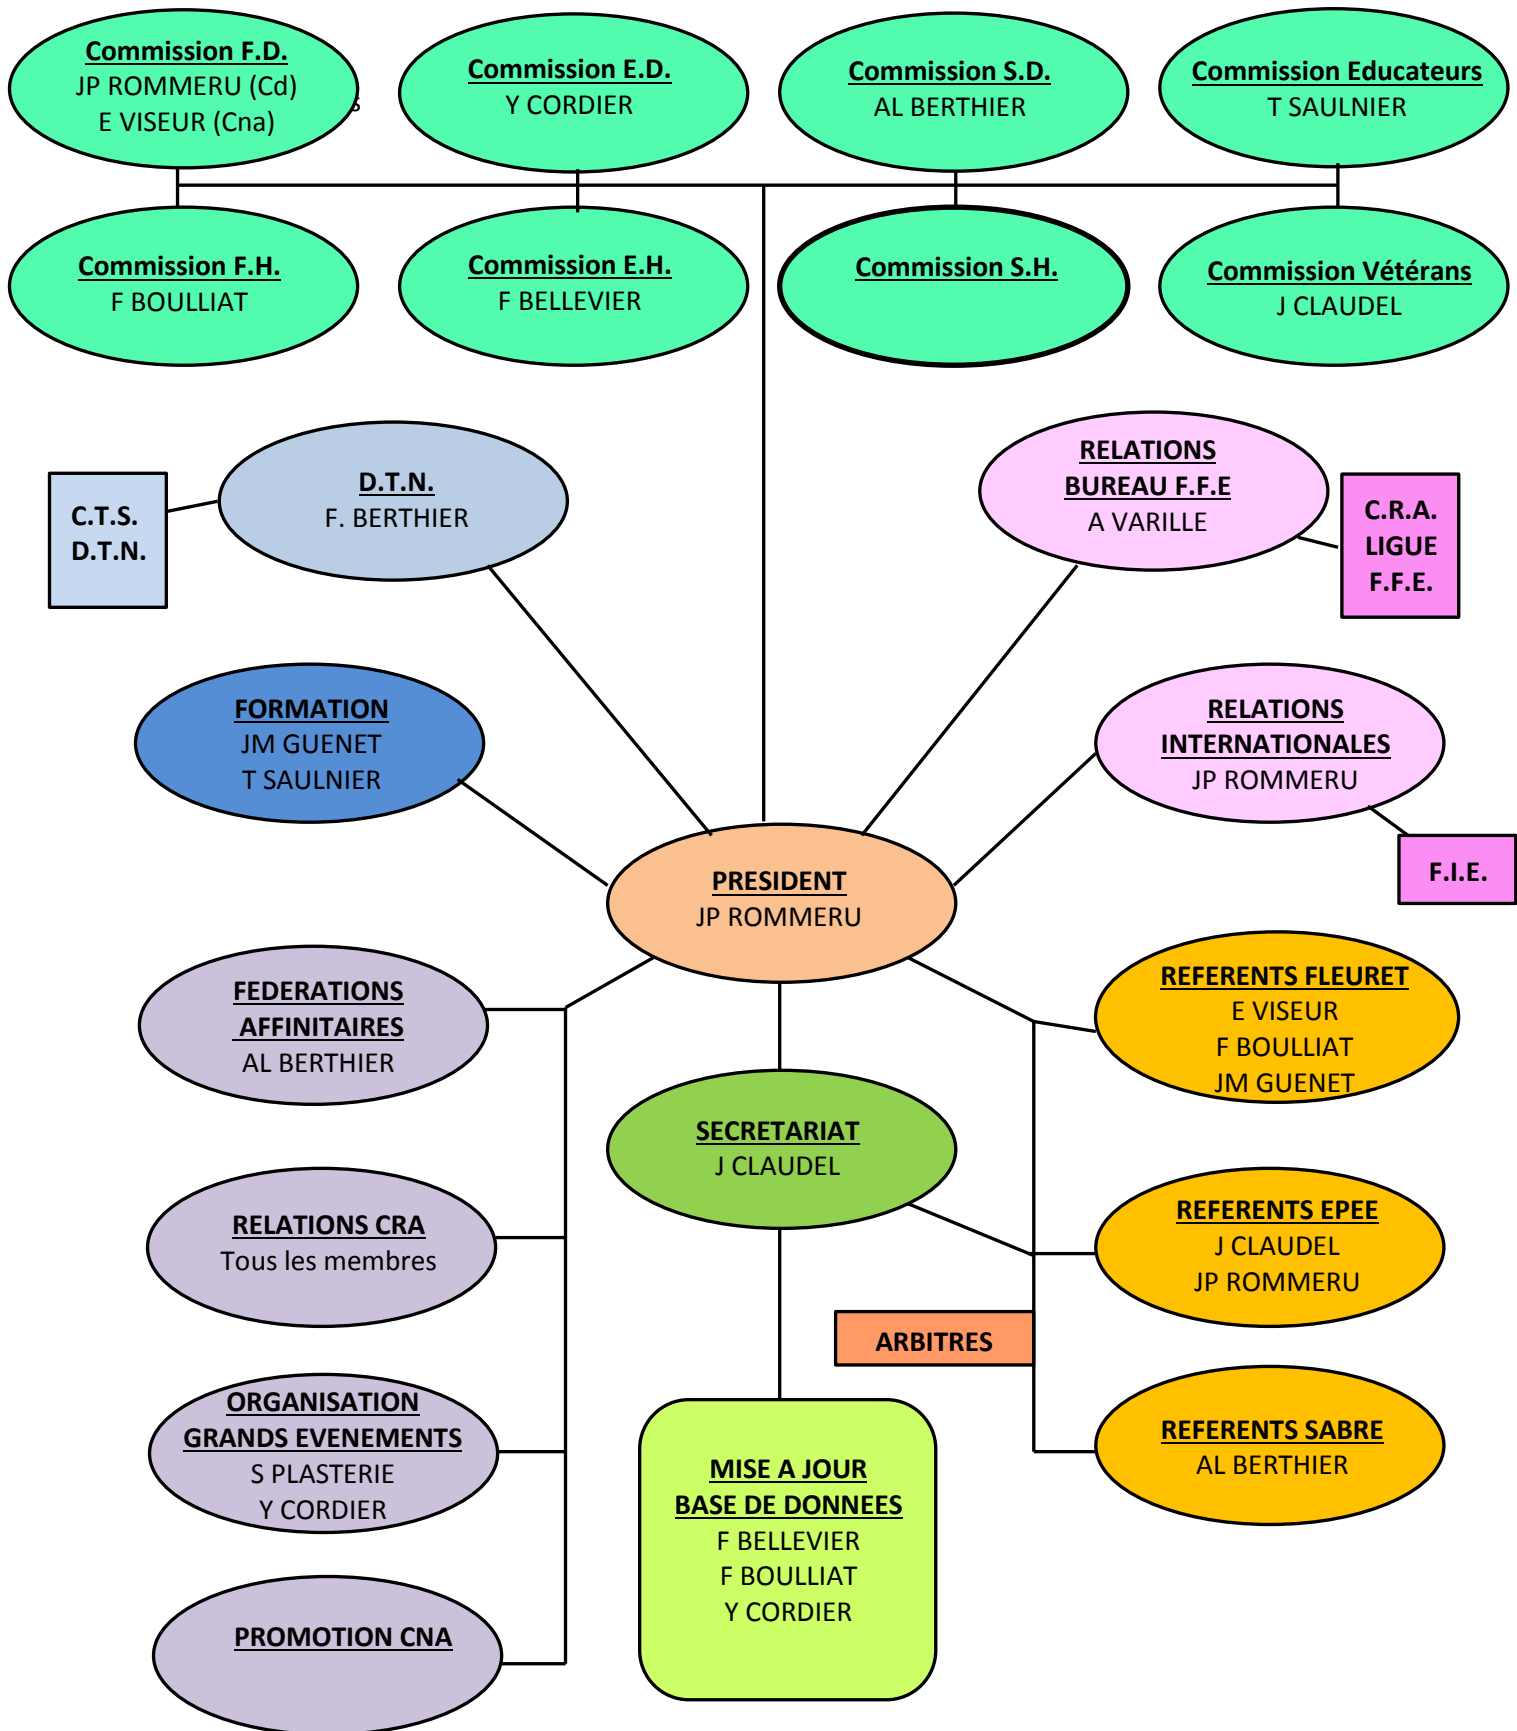 Commission F.D.
JP ROMMERU (Cd)
E VISEUR (Cna)
s
Commission E.D.
Y CORDIER
Commission S.D.
AL BERTHIER
Commission Educateurs
T SAULNIER
Commission F.H.
F BOULLIAT
Commission E.H.
F BELLEVIER
Commission S.H.
Commission Vétérans
J CLAUDEL
C.T.S.
D.T.N.
D.T.N.
F. BERTHIER
RELATIONS
BUREAU F.F.E
A VARILLE
C.R.A.
LIGUE
F.F.E.
FORMATION
JM GUENET
T SAULNIER
RELATIONS
INTERNATIONALES
JP ROMMERU
F.I.E.
PRESIDENT
JP ROMMERU
FEDERATIONS
AFFINITAIRES
AL BERTHIER
REFERENTS FLEURET
E VISEUR
F BOULLIAT
JM GUENET
SECRETARIAT
J CLAUDEL
RELATIONS CRA
Tous les membres
REFERENTS EPEE
J CLAUDEL
JP ROMMERU
ARBITRES
ORGANISATION
GRANDS EVENEMENTS
S PLASTERIE
Y CORDIER
MISE A JOUR
BASE DE DONNEES
F BELLEVIER
F BOULLIAT
Y CORDIER
REFERENTS SABRE
AL BERTHIER
PROMOTION CNA